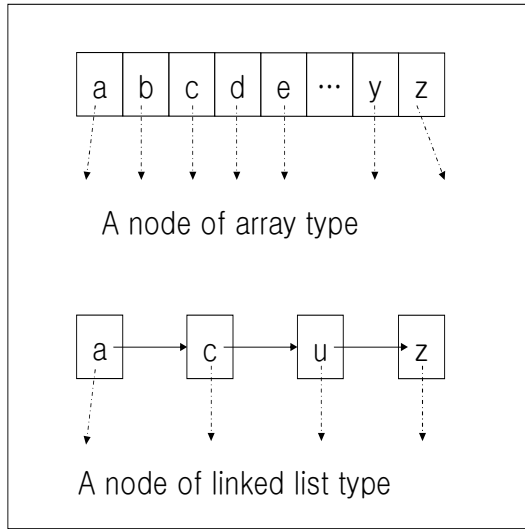 a b c d e ... y z
A node of array type
a c u z
A node of linked list type